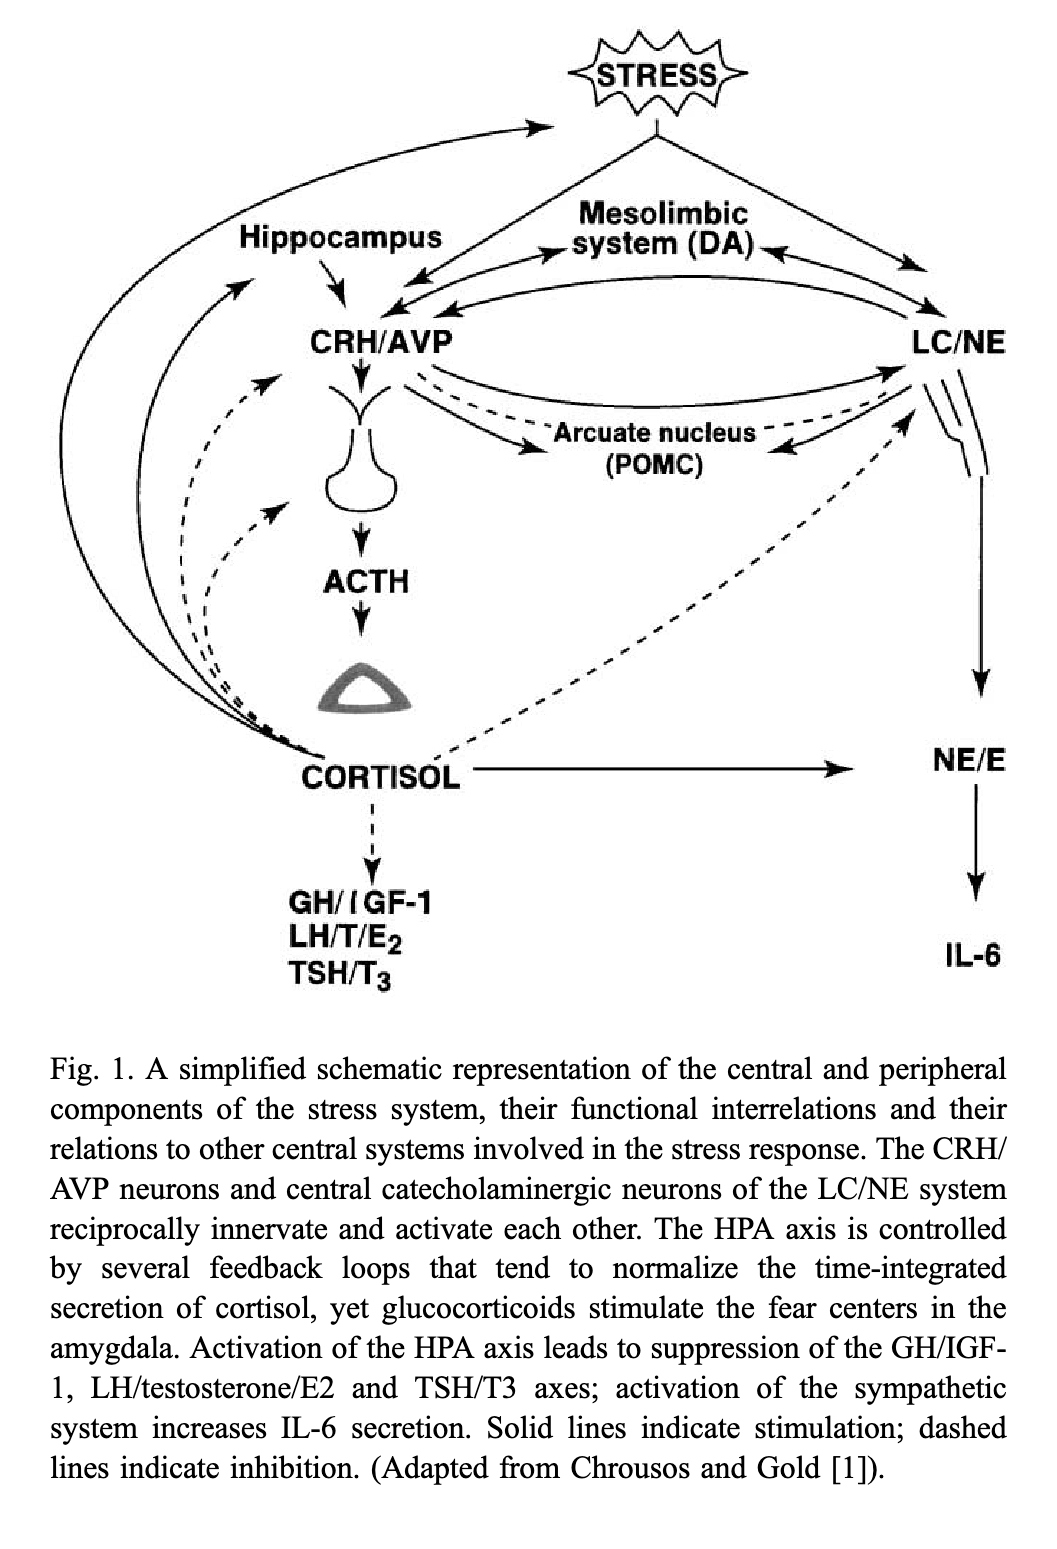 STRESS
Mesolimbic
system (DA)
Hippocampus
CRH/AVP
LC/NE
Arcuate nucleus
(POMC)
ACTH
CORTISOL
NE/E
GH/IGF-1
LH/T/E2
TSH/T3
IL-6
Fig. 1. A simplified schematic representation of the central and peripheral
components of the stress system, their functional interrelations and their
relations to other central systems involved in the stress response. The CRH/
AVP neurons and central catecholaminergic neurons of the LC/NE system
reciprocally innervate and activate each other. The HPA axis is controlled
by several feedback loops that tend to normalize the time-integrated
secretion of cortisol, yet glucocorticoids stimulate the fear centers in the
amygdala. Activation of the HPA axis leads to suppression of the GH/IGF-
1, LH/testosterone/E2 and TSH/T3 axes; activation of the sympathetic
system increases IL-6 secretion. Solid lines indicate stimulation; dashed
lines indicate inhibition. (Adapted from Chrousos and Gold [1]).